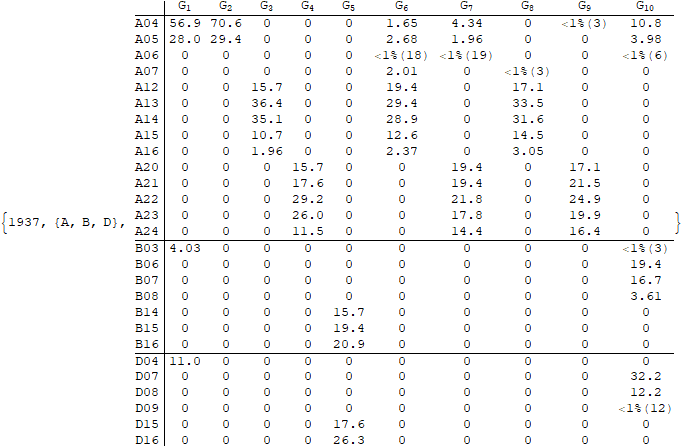 G1 G2 G3 G4 G5 G6 G7 G8 G9 G10
A04 56.9 70.6 0 0 0 1.65 4.34 0 <1%(3) 10.8
A05 28.0 29.4 0 0 0 2.68 1.96 0 0 3.98
A06 0 0 0 0 0 <1%(18) <1%(19) 0 0 <1%(6)
A07 0 0 0 0 0 2.01 0 <1%(3) 0 0
A12 0 0 15.7 0 0 19.4 0 17.1 0 0
A13 0 0 36.4 0 0 29.4 0 33.5 0 0
A14 0 0 35.1 0 0 28.9 0 31.6 0 0
A15 0 0 10.7 0 0 12.6 0 14.5 0 0
A16 0 0 1.96 0 0 2.37 0 3.05 0 0
A20 0 0 0 15.7 0 0 19.4 0 17.1 0
A21 0 0 0 17.6 0 0 19.4 0 21.5 0
A22 0 0 0 29.2 0 0 21.8 0 24.9 0
{1937, {A, B, D}, A23 0 0 0 26.0 0 0 17.8 0 19.9 0 }
A24 0 0 0 11.5 0 0 14.4 0 16.4 0
B03 4.03 0 0 0 0 0 0 0 0 <1%(3)
B06 0 0 0 0 0 0 0 0 0 19.4
B07 0 0 0 0 0 0 0 0 0 16.7
B08 0 0 0 0 0 0 0 0 0 3.61
B14 0 0 0 0 15.7 0 0 0 0 0
B15 0 0 0 0 19.4 0 0 0 0 0
B16 0 0 0 0 20.9 0 0 0 0 0
D04 11.0 0 0 0 0 0 0 0 0 0
D07 0 0 0 0 0 0 0 0 0 32.2
D08 0 0 0 0 0 0 0 0 0 12.2
D09 0 0 0 0 0 0 0 0 0 <1%(12)
D15 0 0 0 0 17.6 0 0 0 0 0
D16 0 0 0 0 26.3 0 0 0 0 0